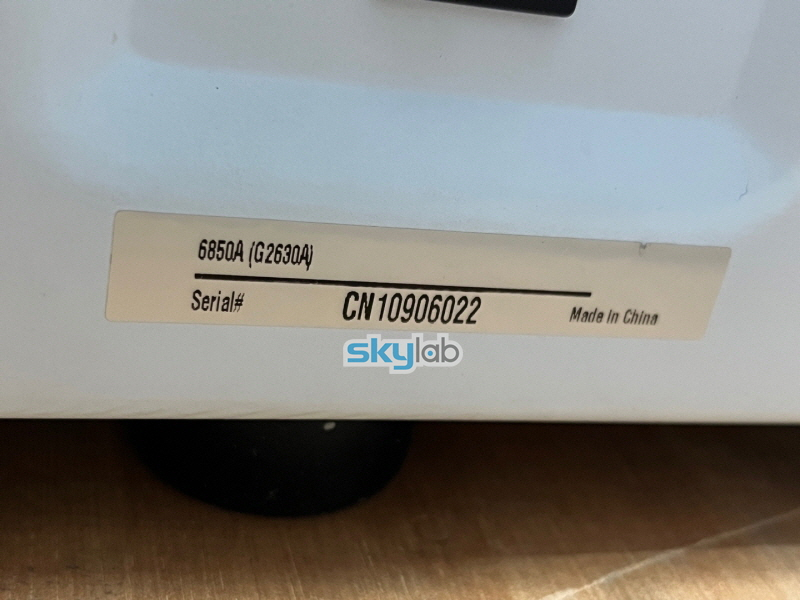 6850A (G2630A)
Serial# CN10906022 Made in China
skylab